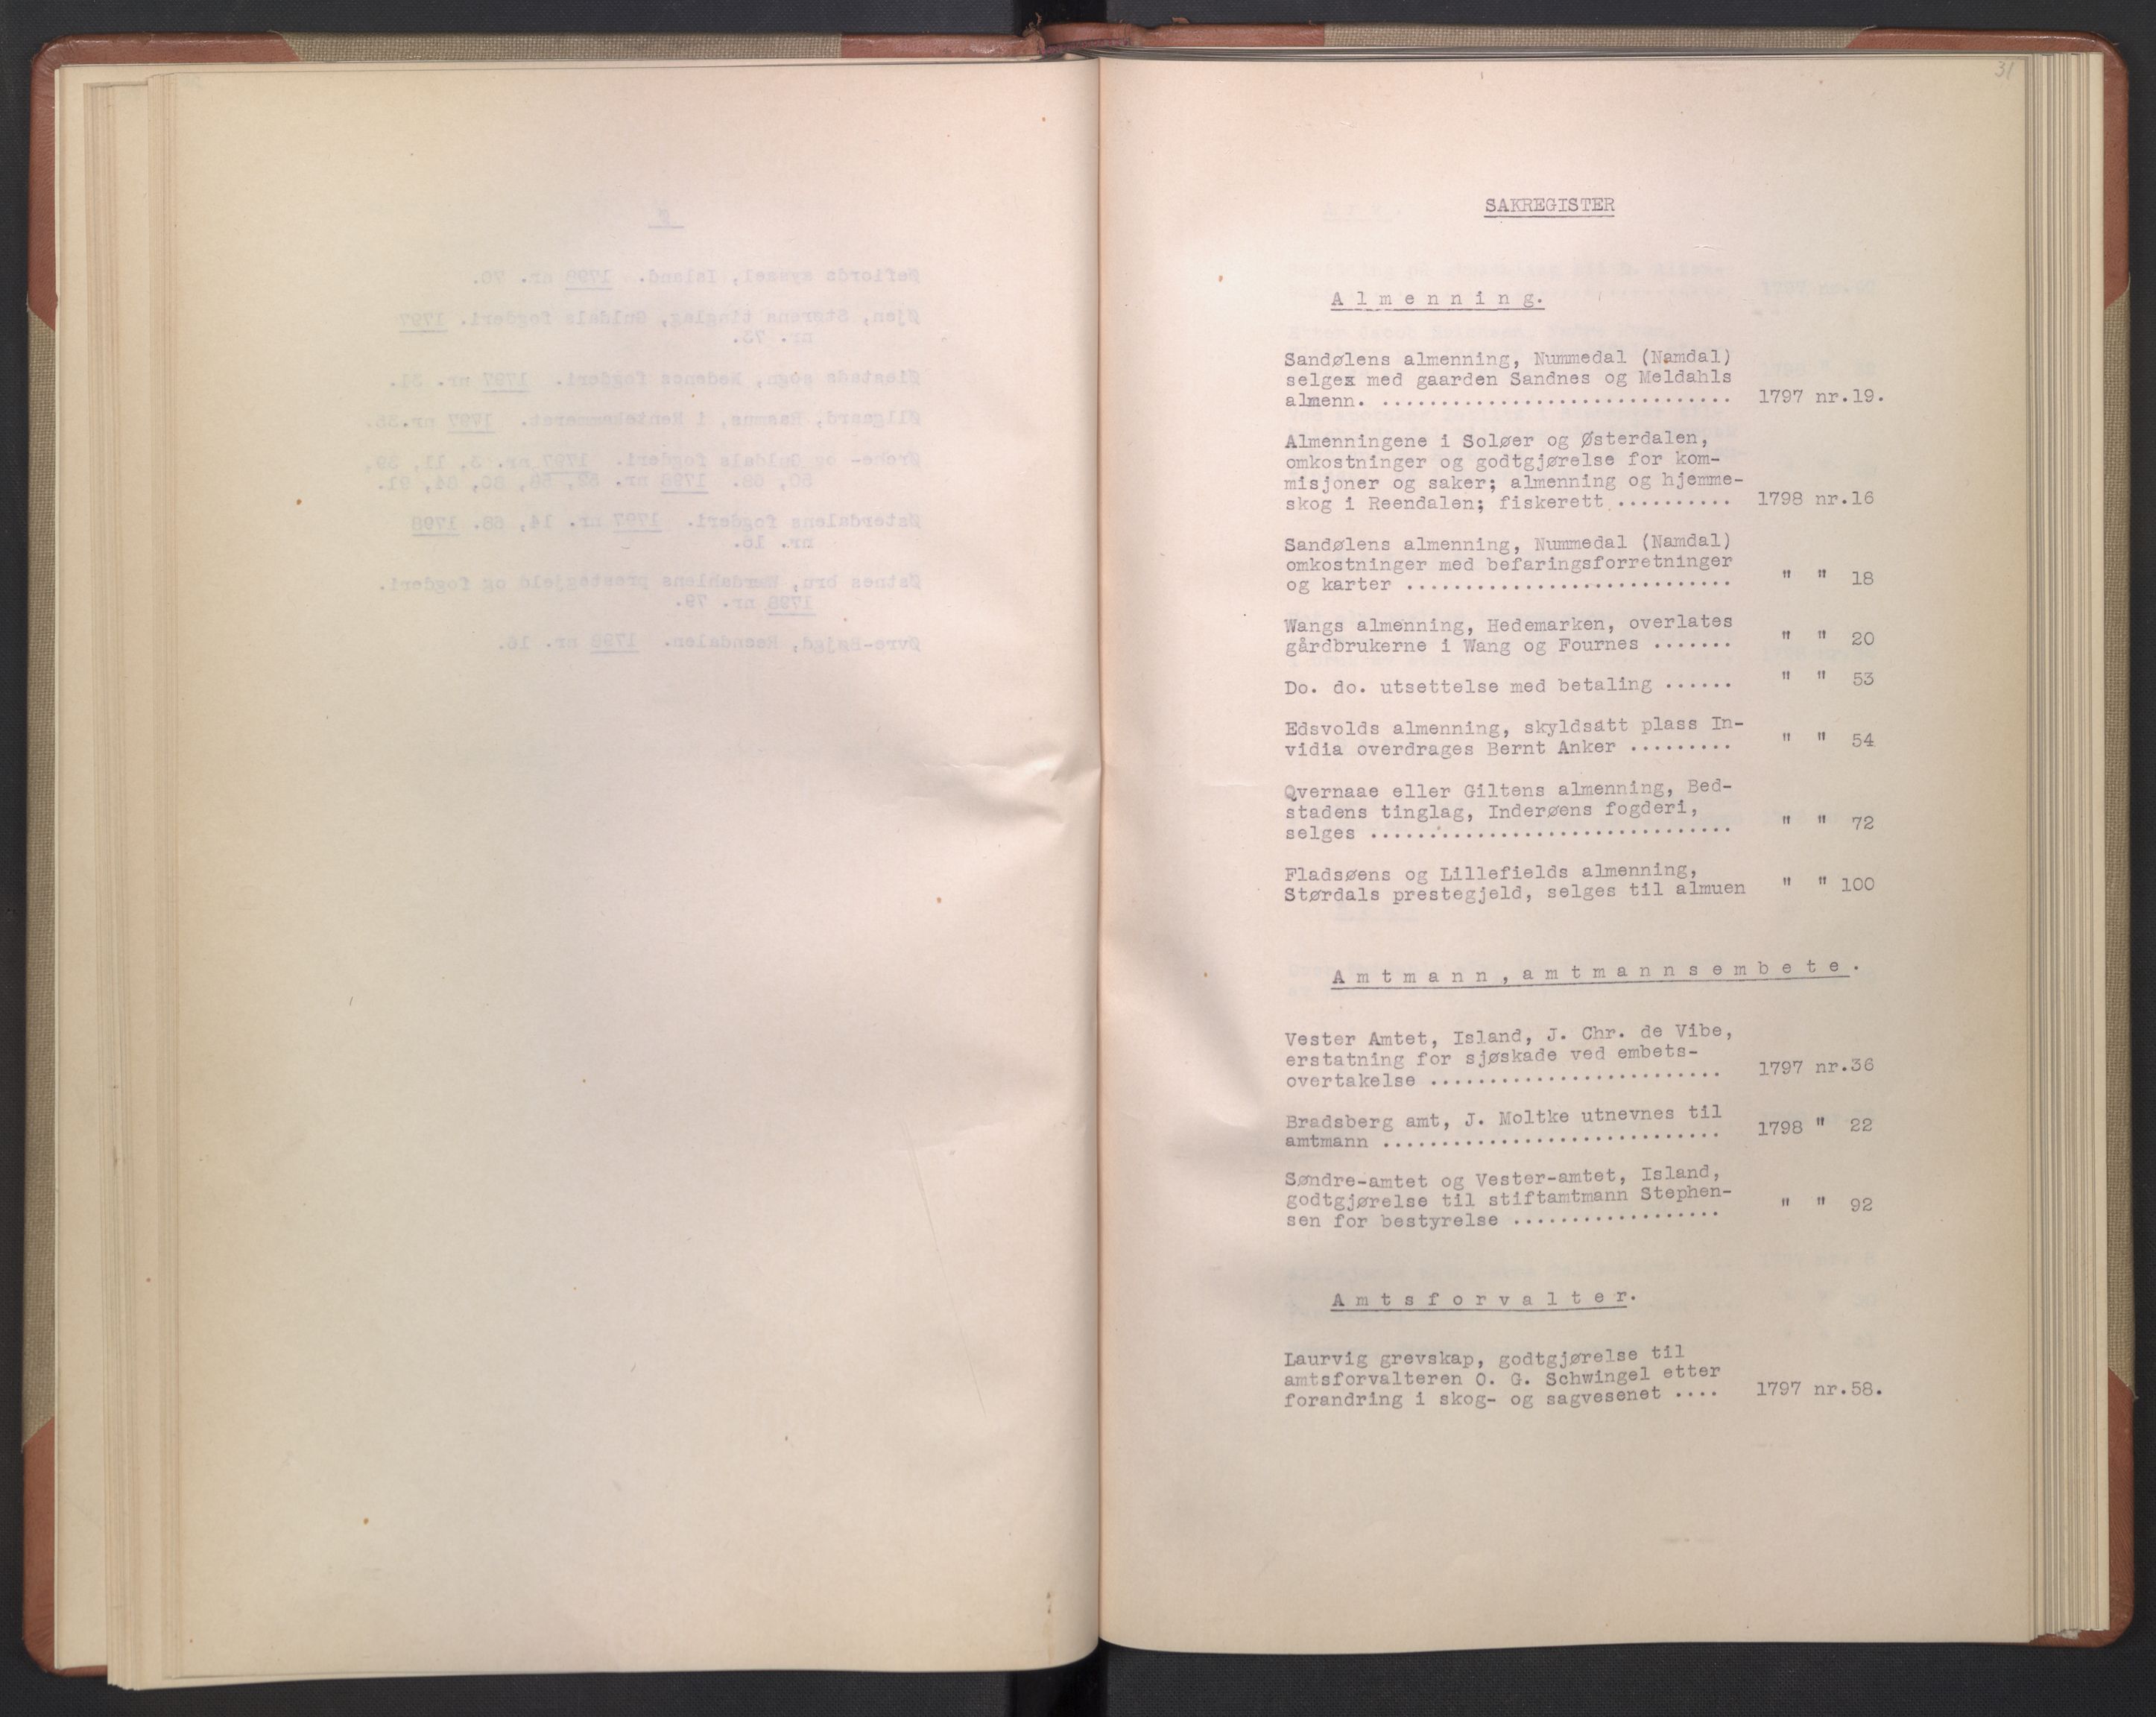 31
SAKREGISTER
Almenning.
Sandølens almenning, Nummedal (Namdal)
selges med gaarden Sandnes og Meldahls
almenn. .............................. 1797 nr.19.
Almenningene i Soløer og Østerdalen,
omkostninger og godtgjørelse for kom-
misjoner og saker; almenning og hjemme-
skog i Reendalen; fiskerett .......... 1798 nr.16
Sandølens almenning, Nummedal (Namdal)
omkostninger med befaringsforretninger
og karter ............................ " " 18
Wangs almenning, Hedemarken, overlates
gårdbrukerne i Wang og Fournes ....... " " 20
Do. do. utsettelse med betaling ...... " " 53
Edsvolds almenning, skyldsatt plass In-
vidia overdrages Bernt Anker ......... " " 54
Qvernaae eller Giltens almenning, Bed-
stadens tinglag, Inderøens fogderi,
selges ............................... " " 72
Fladsøens og Lillefields almenning,
Størdals prestegjeld, selges til almuen " " 100
Amtmann, amtmannsembete.
Vester Amtet, Island, J. Chr. de Vibe,
erstatning for sjøskade ved embets-
overtakelse ......................... 1797 nr.36
Bradsberg amt, J. Moltke utnevnes til
amtmann ............................. 1798 " 22
Søndre-amtet og Vester-amtet, Island,
godtgjørelse til stiftamtmann Stephen-
sen for bestyrelse .................. " " 92
Amtsforvalter.
Laurvig grevskap, godtgjørelse til
amtsforvalteren O. G. Schwingel etter
forandring i skog- og sagvesenet .... 1797 nr.58.